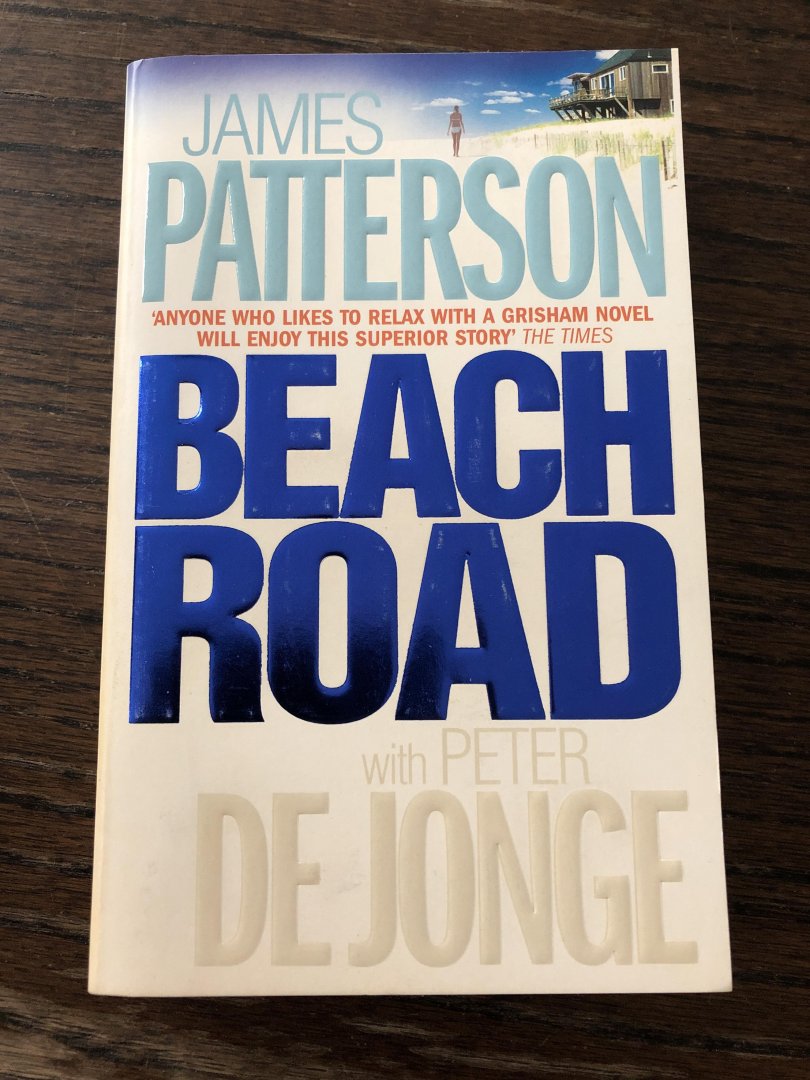 JAMES
PATTERSON
'ANYONE WHO LIKES TO RELAX WITH A GRISHAM NOVEL
WILL ENJOY THIS SUPERIOR STORY' THE TIMES
BEACH
ROAD
with PETER
DE JONGE